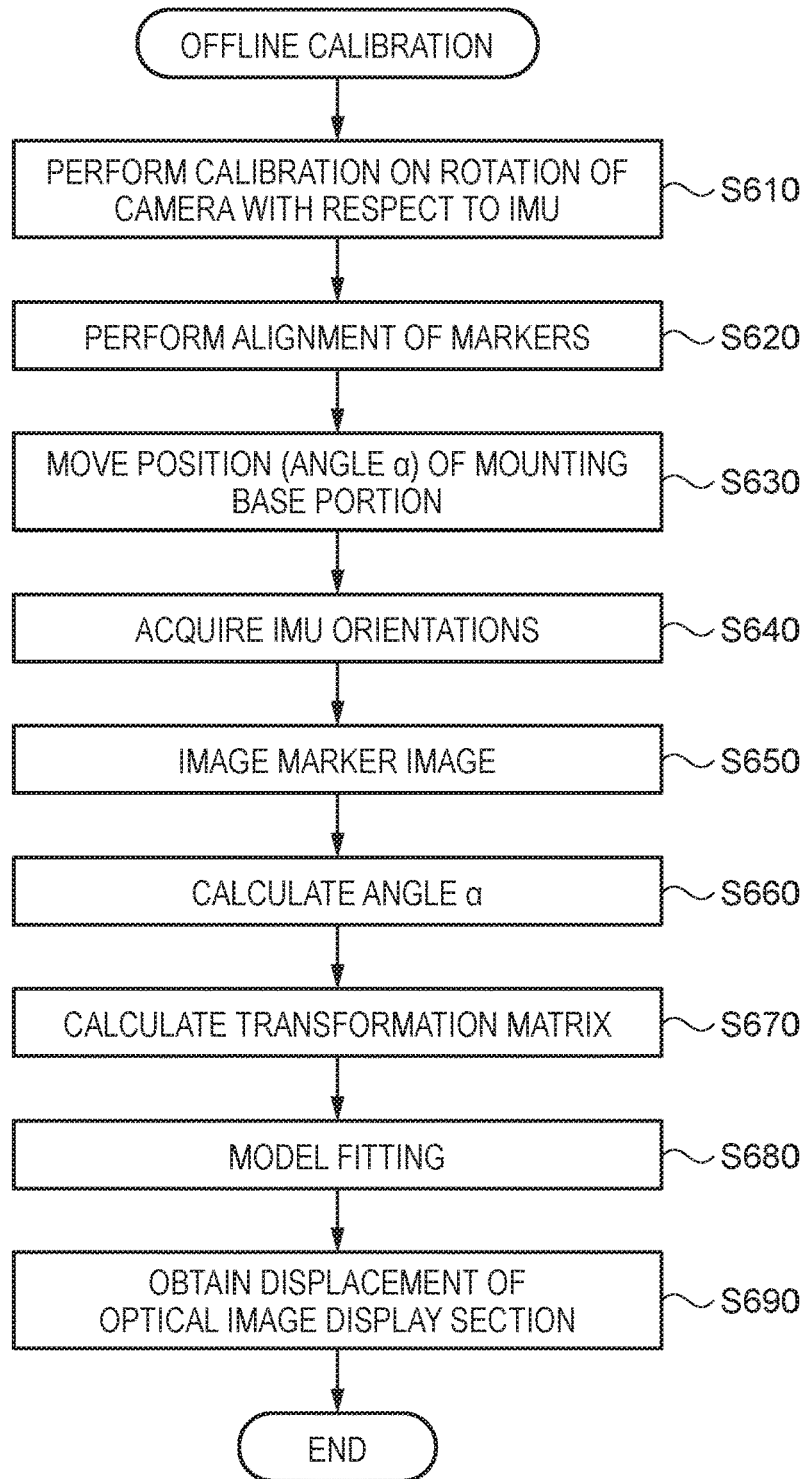 OFFLINE CALIBRATION
PERFORM CALIBRATION ON ROTATION OF
CAMERA WITH RESPECT TO IMU
S610
PERFORM ALIGNMENT OF MARKERS
S620
MOVE POSITION (ANGLE α) OF MOUNTING
BASE PORTION
S630
ACQUIRE IMU ORIENTATIONS
S640
IMAGE MARKER IMAGE
S650
CALCULATE ANGLE α
S660
CALCULATE TRANSFORMATION MATRIX
S670
MODEL FITTING
S680
OBTAIN DISPLACEMENT OF
OPTICAL IMAGE DISPLAY SECTION
S690
END